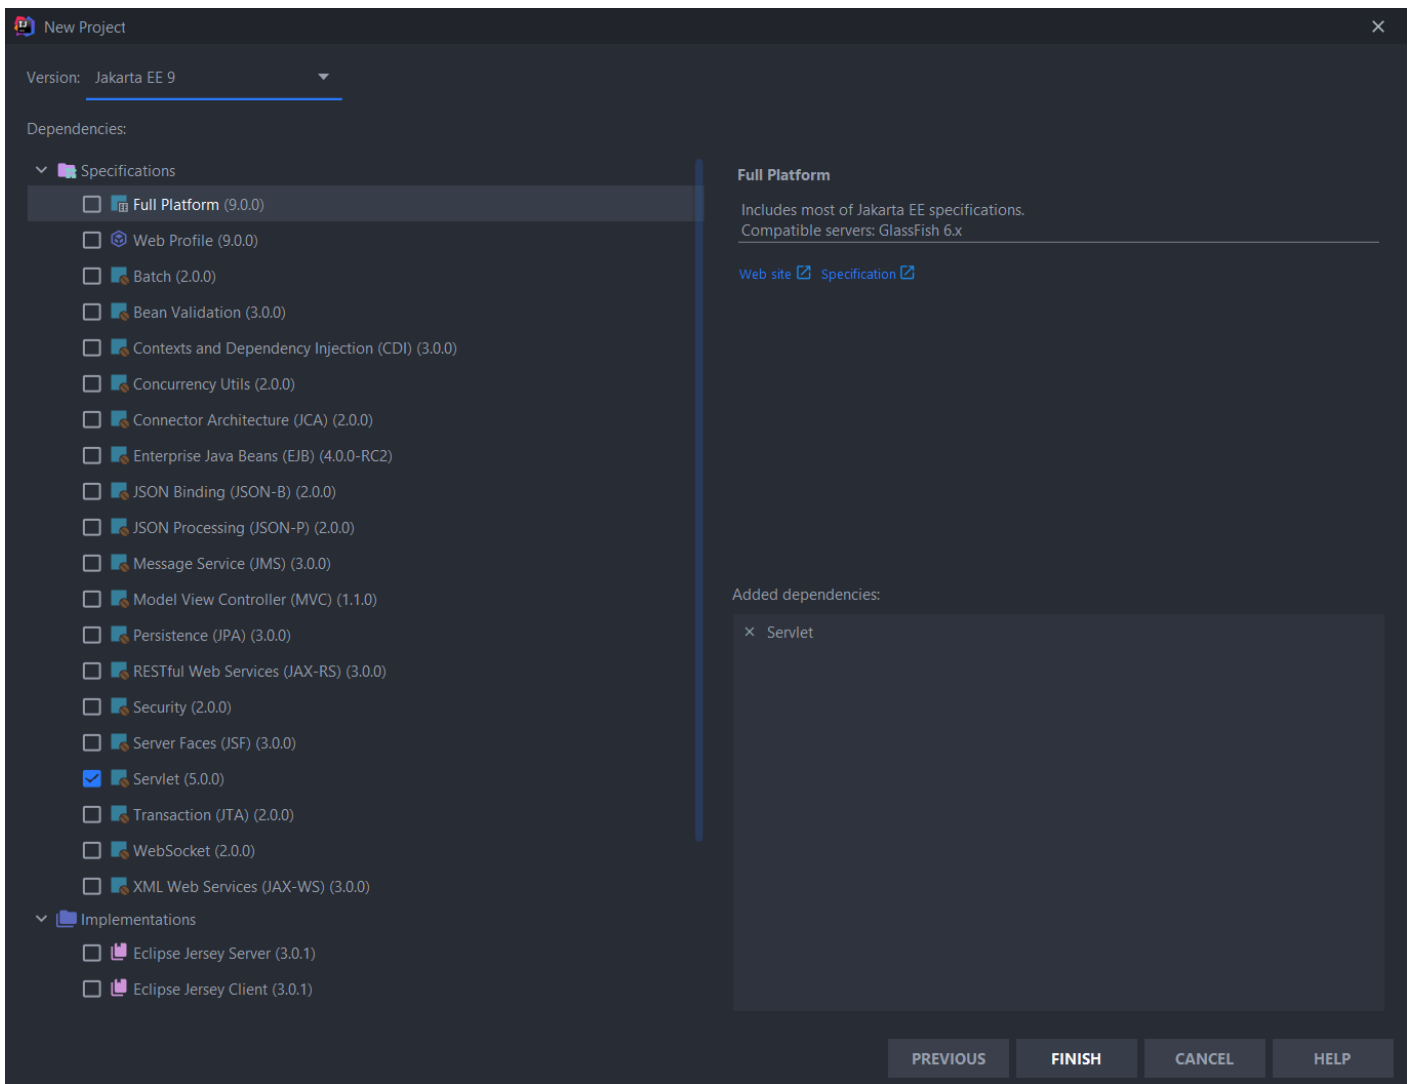 New Project
Version: Jakarta EE 9
Dependencies:
Specifications
Full Platform (9.0.0)
Web Profile (9.0.0)
Batch (2.0.0)
Bean Validation (3.0.0)
Contexts and Dependency Injection (CDI) (3.0.0)
Concurrency Utils (2.0.0)
Connector Architecture (JCA) (2.0.0)
Enterprise Java Beans (EJB) (4.0.0-RC2)
JSON Binding (JSON-B) (2.0.0)
JSON Processing (JSON-P) (2.0.0)
Message Service (JMS) (3.0.0)
Model View Controller (MVC) (1.1.0)
Persistence (JPA) (3.0.0)
RESTful Web Services (JAX-RS) (3.0.0)
Security (2.0.0)
Server Faces (JSF) (3.0.0)
Servlet (5.0.0)
Transaction (JTA) (2.0.0)
WebSocket (2.0.0)
XML Web Services (JAX-WS) (3.0.0)
Implementations
Eclipse Jersey Server (3.0.1)
Eclipse Jersey Client (3.0.1)
Full Platform
Includes most of Jakarta EE specifications.
Compatible servers: GlassFish 6.x
Web site Specification
Added dependencies:
Servlet
PREVIOUS FINISH CANCEL HELP